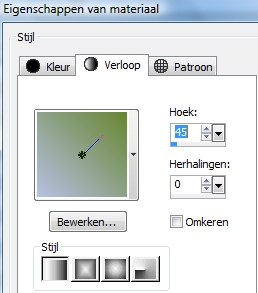 Eigenschappen van materiaal
Stijl
Kleur Verloop Patroon
Hoek:
45
Herhalingen:
0
Bewerken... Omkeren
Stijl